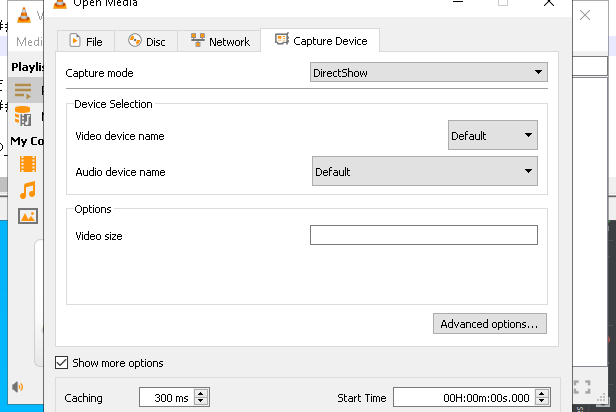 Open Media
Medi
File
Disc
Network
Capture Device
Playlis
Capture mode
DirectShow
Device Selection
Video device name
Default
My Co
Audio device name
Default
Options
Video size
Advanced options...
Show more options
Caching
300 ms
Start Time
00H:00m:00s.000